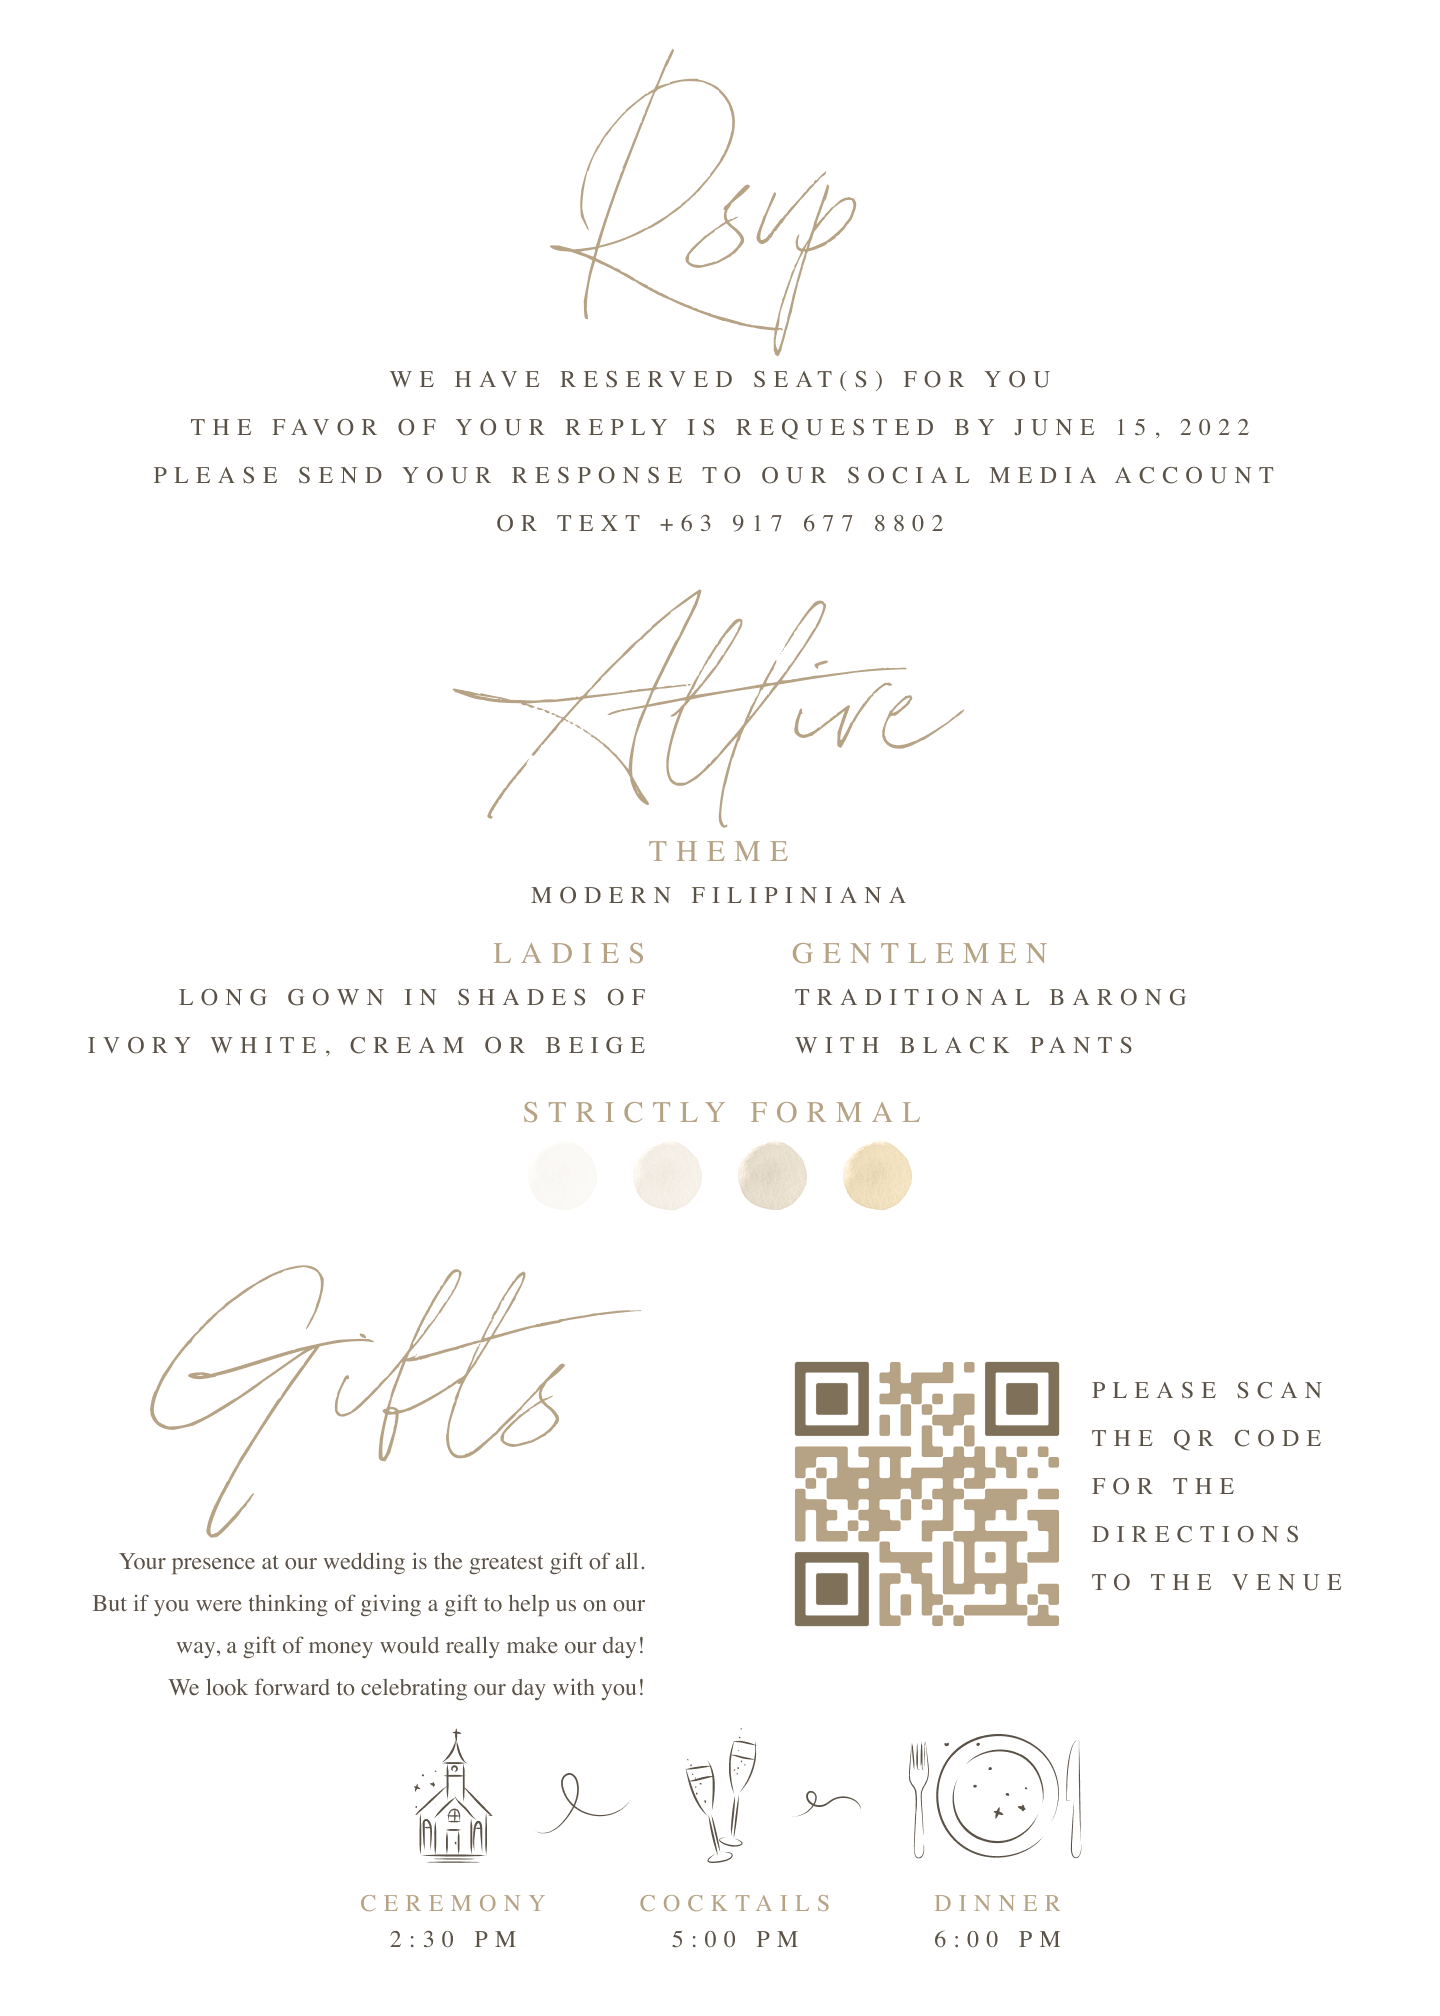 Rsvp
WE HAVE RESERVED SEAT(S) FOR YOU
THE FAVOR OF YOUR REPLY IS REQUESTED BY JUNE 15, 2022
PLEASE SEND YOUR RESPONSE TO OUR SOCIAL MEDIA ACCOUNT
OR TEXT +63 917 677 8802
Attire
THEME
MODERN FILIPINIANA
LADIES
LONG GOWN IN SHADES OF
IVORY WHITE, CREAM OR BEIGE
GENTLEMEN
TRADITIONAL BARONG
WITH BLACK PANTS
STRICTLY FORMAL
Gifts
Your presence at our wedding is the greatest gift of all.
But if you were thinking of giving a gift to help us on our
way, a gift of money would really make our day!
We look forward to celebrating our day with you!
PLEASE SCAN
THE QR CODE
FOR THE
DIRECTIONS
TO THE VENUE
CEREMONY
2:30 PM
COCKTAILS
5:00 PM
DINNER
6:00 PM